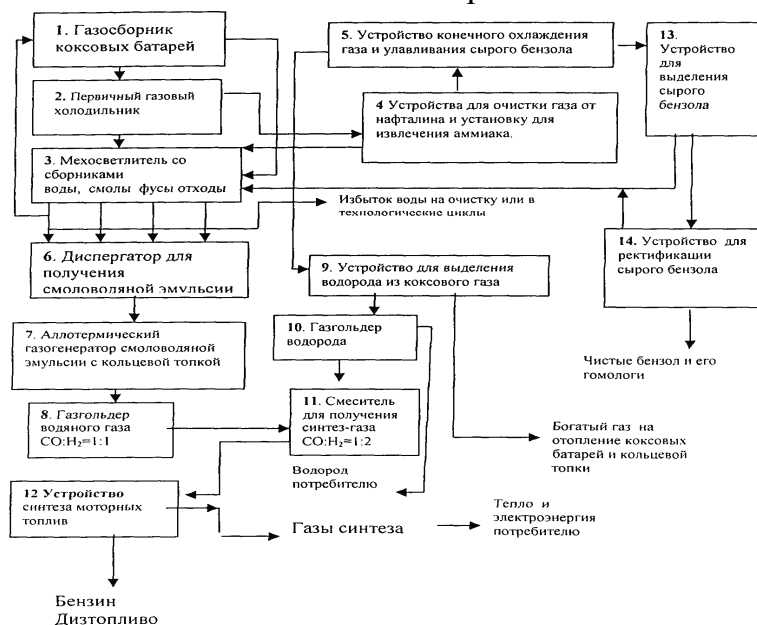 1. Газосборник
коксовых батарей
2. Первичный газовый
холодильник
3. Мехосветлитель со
сборниками
воды, смолы фусы отходы
5. Устройство конечного охлаждения
газа и улавливания сырого бензола
4 Устройства для очистки газа от
нафталина и установку для
извлечения аммиака.
13.
Устройство
для
выделения
сырого
бензола
Избыток воды на очистку или в
технологические циклы
6. Диспергатор для
получения
смоловодяной эмульсии
9. Устройство для выделения
водорода из коксового газа
14. Устройство для
ректификации
сырого бензола
7. Аллотермический
газогенератор смоловодяной
эмульсии с кольцевой топкой
10. Газгольдер
водорода
Чистые бензол и его
гомологи
8. Газгольдер
водяного газа
CO:H₂=1:1
11. Смеситель
для получения
синтез-газа
CO:H₂=1:2
Богатый газ на
отопление коксовых
батарей и кольцевой
топки
Водород
потребителю
12 Устройство
синтеза моторных
топлив
Газы синтеза
Тепло и
электроэнергия
потребителю
Бензин
Дизтопливо